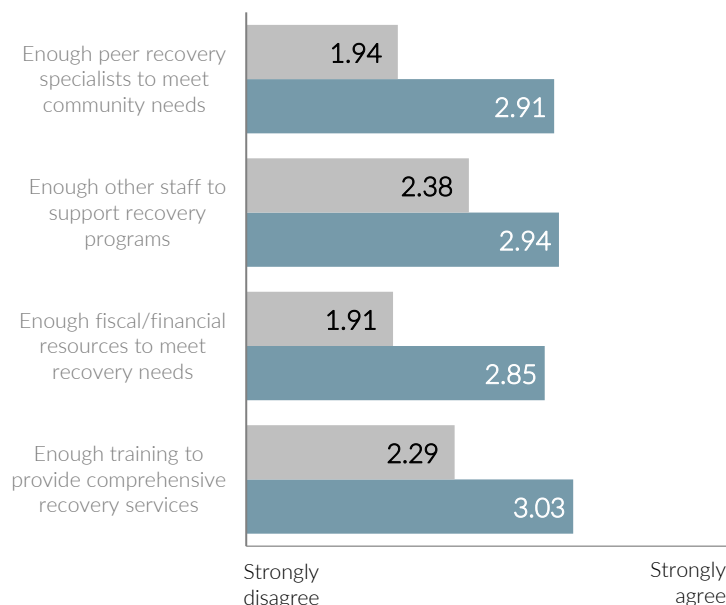 Enough peer recovery
specialists to meet
community needs
1.94
2.91
Enough other staff to
support recovery
programs
2.38
2.94
Enough fiscal/financial
resources to meet
recovery needs
1.91
2.85
Enough training to
provide comprehensive
recovery services
2.29
3.03
Strongly
disagree
Strongly
agree